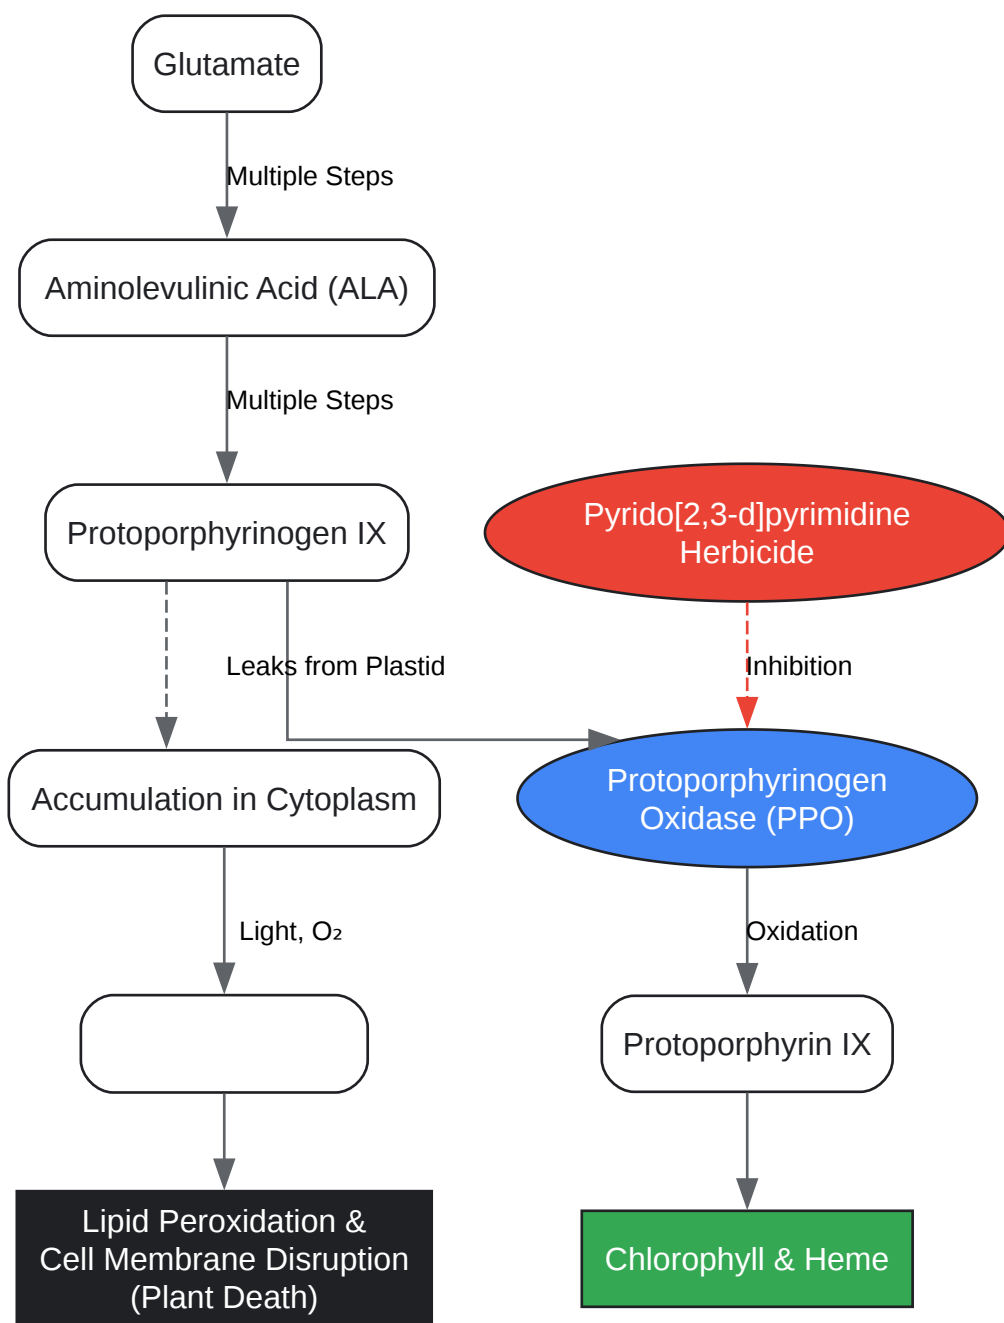 Glutamate
Multiple Steps
Aminolevulinic Acid (ALA)
Multiple Steps
Protoporphyrinogen IX
Pyrido[2,3-d]pyrimidine
Herbicide
Leaks from Plastid
Inhibition
Accumulation in Cytoplasm
Protoporphyrinogen
Oxidase (PPO)
Light, O₂
Oxidation
Protoporphyrin IX
Lipid Peroxidation &
Cell Membrane Disruption
(Plant Death)
Chlorophyll & Heme